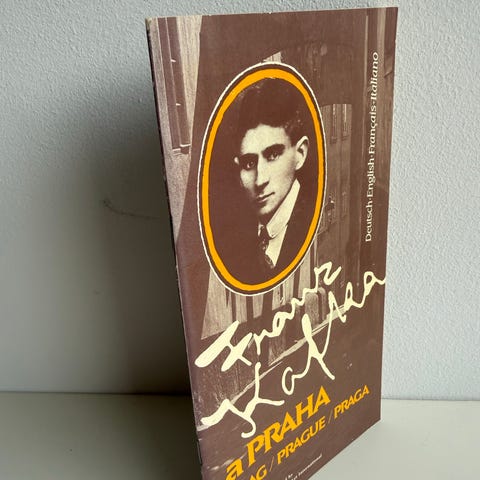 Deutsch·English·Français·Italiano
Franz
Kafka
a PRAHA
AG / PRAGUE / PRAGA